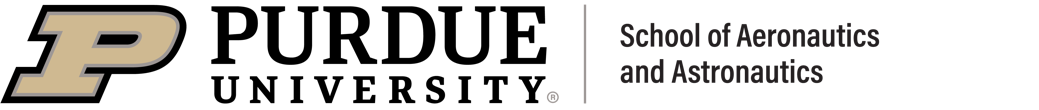 P
PURDUE
UNIVERSITY®
School of Aeronautics
and Astronautics